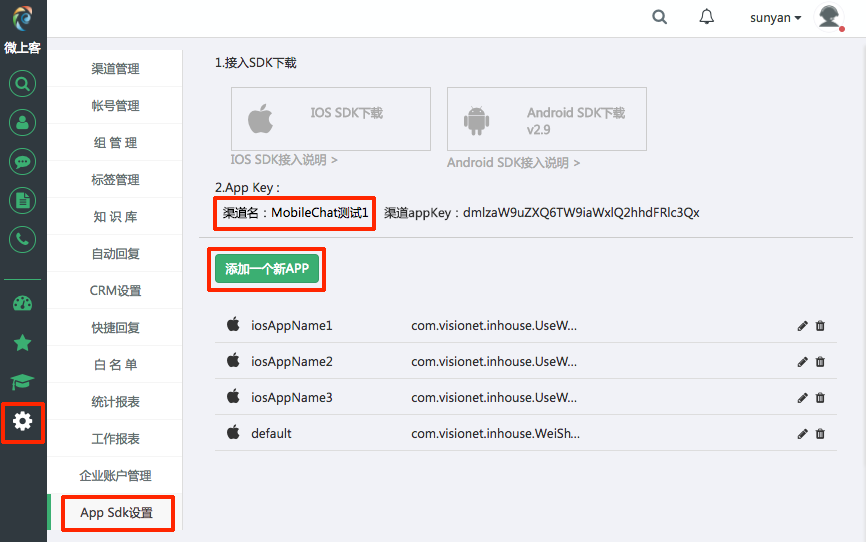 sunyan
微上客
渠道管理
帐号管理
组 管 理
标签管理
知 识 库
自动回复
CRM设置
快捷回复
白 名 单
统计报表
工作报表
企业账户管理
App Sdk设置
1.接入SDK下载
IOS SDK下载
IOS SDK接入说明 >
Android SDK下载
v2.9
Android SDK接入说明 >
2.App Key :
渠道名：MobileChat测试1 渠道appKey：dmlzaW9uZXQ6TW9iaWxlQ2hhdFRlc3Qx
添加一个新APP
iosAppName1 com.visionet.inhouse.UseW...
iosAppName2 com.visionet.inhouse.UseW...
iosAppName3 com.visionet.inhouse.UseW...
default com.visionet.inhouse.WeiSh...